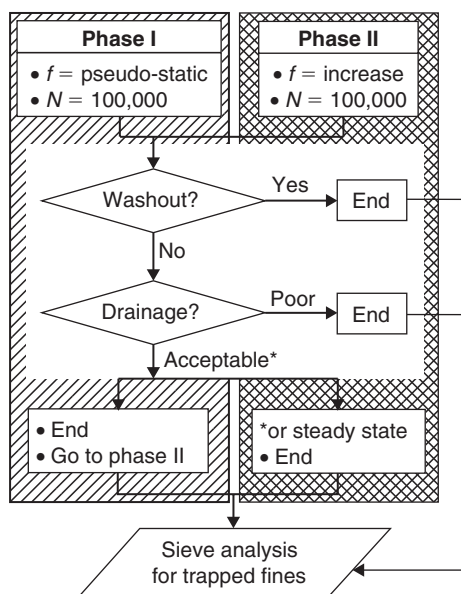 Phase I
• f = pseudo-static
• N = 100,000
Phase II
• f = increase
• N = 100,000
Washout?
Yes
End
No
Drainage?
Poor
End
Acceptable*
• End
• Go to phase II
*or steady state
• End
Sieve analysis
for trapped fines